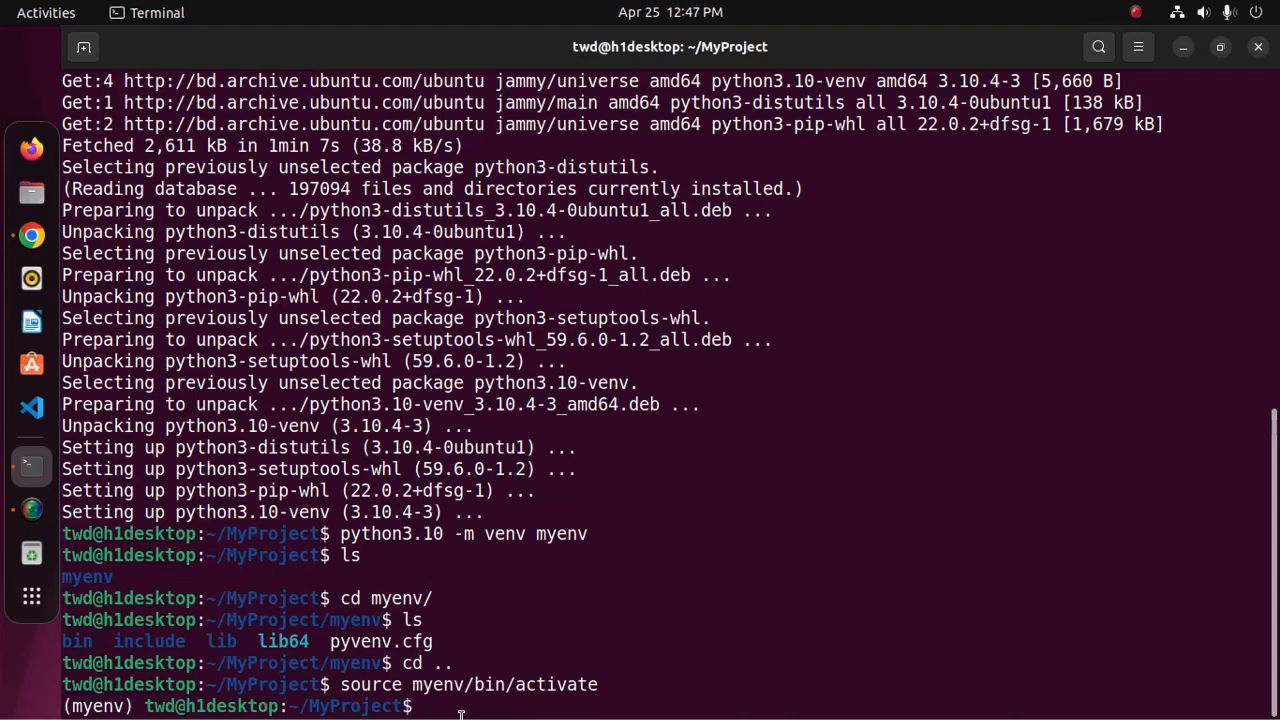 Activities Terminal Apr 25 12:47 PM
twd@h1desktop: ~/MyProject
Get:4 http://bd.archive.ubuntu.com/ubuntu jammy/universe amd64 python3.10-venv amd64 3.10.4-3 [5,660 B]
Get:1 http://bd.archive.ubuntu.com/ubuntu jammy/main amd64 python3-distutils all 3.10.4-0ubuntu1 [138 kB]
Get:2 http://bd.archive.ubuntu.com/ubuntu jammy/universe amd64 python3-pip-whl all 22.0.2+dfsg-1 [1,679 kB]
Fetched 2,611 kB in 1min 7s (38.8 kB/s)
Selecting previously unselected package python3-distutils.
(Reading database ... 197094 files and directories currently installed.)
Preparing to unpack .../python3-distutils_3.10.4-0ubuntu1_all.deb ...
Unpacking python3-distutils (3.10.4-0ubuntu1) ...
Selecting previously unselected package python3-pip-whl.
Preparing to unpack .../python3-pip-whl_22.0.2+dfsg-1_all.deb ...
Unpacking python3-pip-whl (22.0.2+dfsg-1) ...
Selecting previously unselected package python3-setuptools-whl.
Preparing to unpack .../python3-setuptools-whl_59.6.0-1.2_all.deb ...
Unpacking python3-setuptools-whl (59.6.0-1.2) ...
Selecting previously unselected package python3.10-venv.
Preparing to unpack .../python3.10-venv_3.10.4-3_amd64.deb ...
Unpacking python3.10-venv (3.10.4-3) ...
Setting up python3-distutils (3.10.4-0ubuntu1) ...
Setting up python3-setuptools-whl (59.6.0-1.2) ...
Setting up python3-pip-whl (22.0.2+dfsg-1) ...
Setting up python3.10-venv (3.10.4-3) ...
twd@h1desktop:~/MyProject$ python3.10 -m venv myenv
twd@h1desktop:~/MyProject$ ls
myenv
twd@h1desktop:~/MyProject$ cd myenv/
twd@h1desktop:~/MyProject/myenv$ ls
bin include lib lib64 pyvenv.cfg
twd@h1desktop:~/MyProject/myenv$ cd ..
twd@h1desktop:~/MyProject$ source myenv/bin/activate
(myenv) twd@h1desktop:~/MyProject$